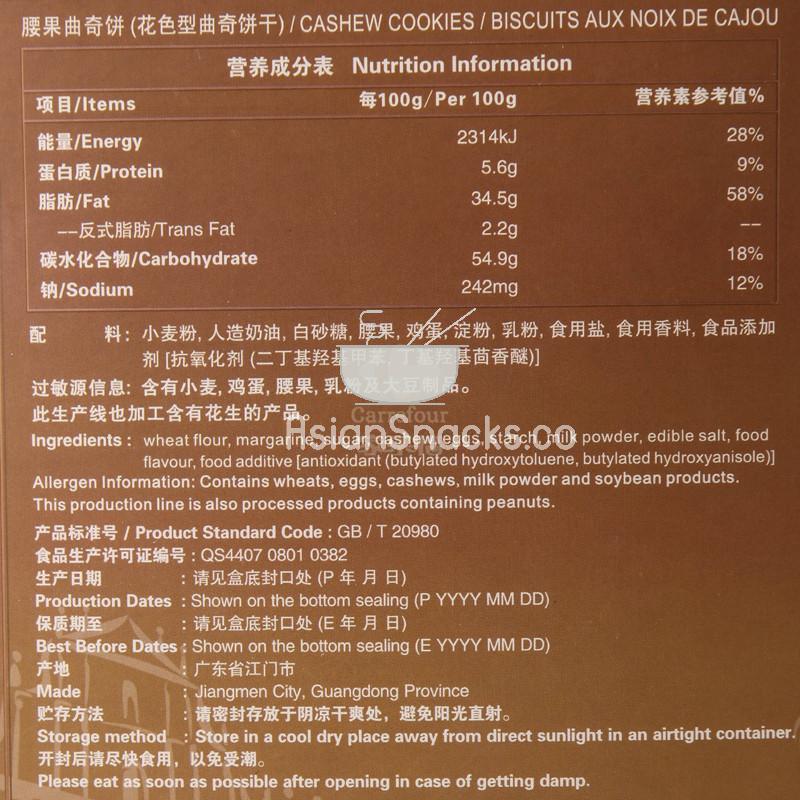 腰果曲奇饼 (花色型曲奇饼干) / CASHEW COOKIES / BISCUITS AUX NOIX DE CAJOU
营养成分表 Nutrition Information
项目/Items 每100g/Per 100g 营养素参考值%
能量/Energy 2314kJ 28%
蛋白质/Protein 5.6g 9%
脂肪/Fat 34.5g 58%
--反式脂肪/Trans Fat 2.2g --
碳水化合物/Carbohydrate 54.9g 18%
钠/Sodium 242mg 12%
配 料: 小麦粉, 人造奶油, 白砂糖, 腰果, 鸡蛋, 淀粉, 乳粉, 食用盐, 食用香料, 食品添加
剂 [抗氧化剂 (二丁基羟基甲苯, 丁基羟基茴香醚)]
过敏源信息: 含有小麦, 鸡蛋, 腰果, 乳粉及大豆制品。
此生产线也加工含有花生的产品。
Carrefour
AsianSnacks.co
Ingredients : wheat flour, margarine, sugar, cashew, eggs, starch, milk powder, edible salt, food
flavour, food additive [antioxidant (butylated hydroxytoluene, butylated hydroxyanisole)]
Allergen Information: Contains wheats, eggs, cashews, milk powder and soybean products.
This production line is also processed products containing peanuts.
产品标准号 / Product Standard Code : GB / T 20980
食品生产许可证编号 : QS4407 0801 0382
生产日期 : 请见盒底封口处 (P 年 月 日)
Production Dates : Shown on the bottom sealing (P YYYY MM DD)
保质期至 : 请见盒底封口处 (E 年 月 日)
Best Before Dates : Shown on the bottom sealing (E YYYY MM DD)
产地 : 广东省江门市
Made : Jiangmen City, Guangdong Province
贮存方法 : 请密封存放于阴凉干爽处，避免阳光直射。
Storage method : Store in a cool dry place away from direct sunlight in an airtight container.
开封后请尽快食用，以免受潮。
Please eat as soon as possible after opening in case of getting damp.